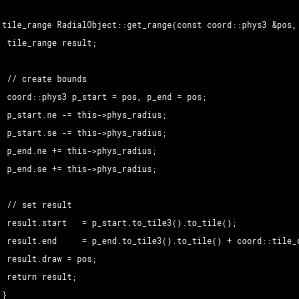 tile_range RadialObject::get_range(const coord::phys3 &pos,
tile_range result;
// create bounds
coord::phys3 p_start = pos, p_end = pos;
p_start.ne -= this->phys_radius;
p_start.se -= this->phys_radius;
p_end.ne += this->phys_radius;
p_end.se += this->phys_radius;
// set result
result.start   = p_start.to_tile3().to_tile();
result.end     = p_end.to_tile3().to_tile() + coord::tile_
result.draw = pos;
return result;
}